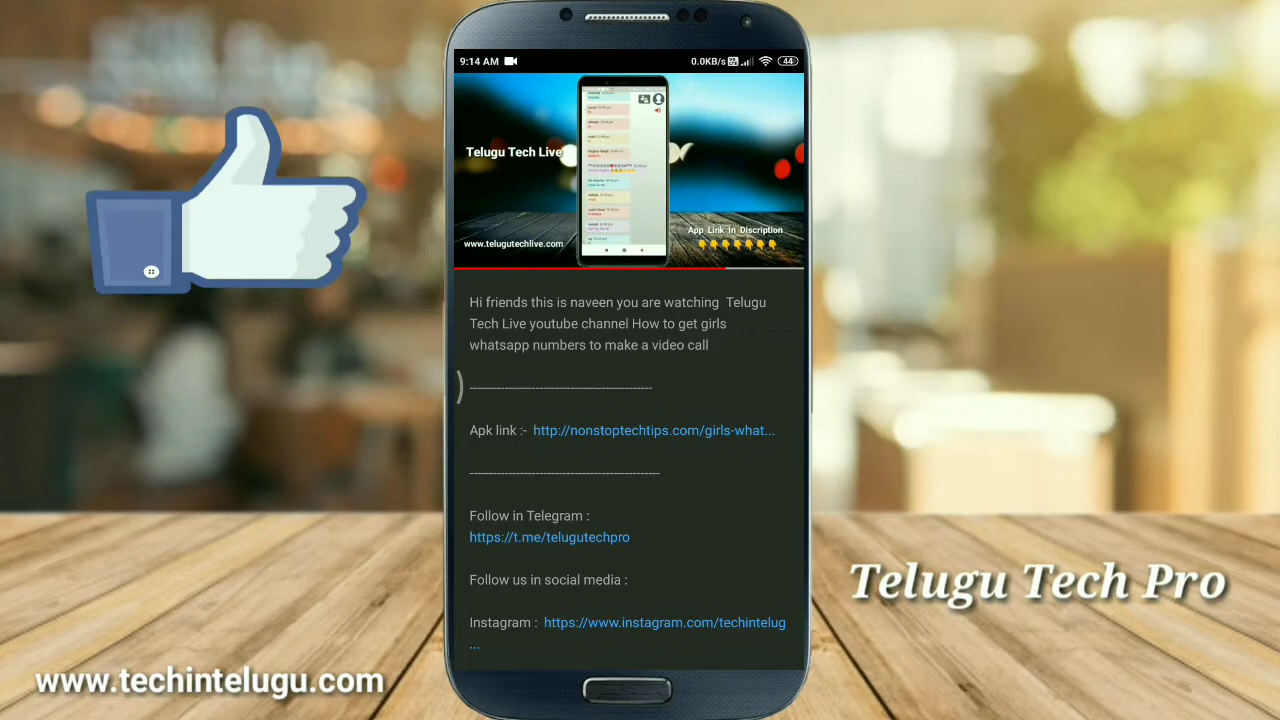 9:14 AM
0.0KB/s
44
Telugu Tech Live
www.telugutechlive.com
App Link In Discription
Hi friends this is naveen you are watching Telugu
Tech Live youtube channel How to get girls
whatsapp numbers to make a video call
--------------------------------------------
Apk link :- http://nonstoptechtips.com/girls-what...
----------------------------------------------
Follow in Telegram :
https://t.me/telugutechpro
Follow us in social media :
Instagram : https://www.instagram.com/techintelug
...
Telugu Tech Pro
www.techintelugu.com